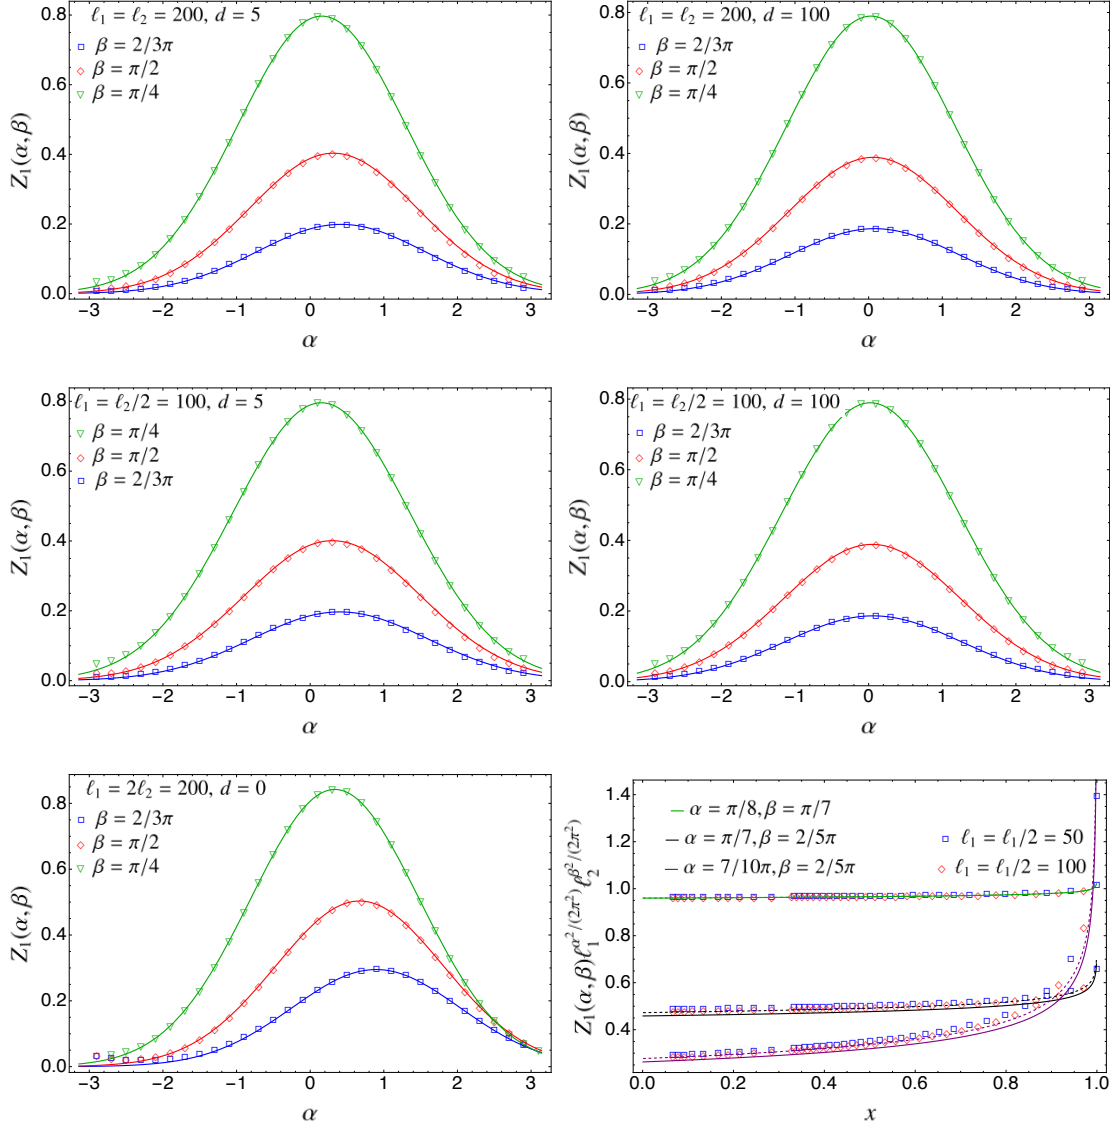 ℓ₁ = ℓ₂ = 200, d = 5
β = 2/3π
β = π/2
β = π/4
Z₁(α,β)
0.8
0.6
0.4
0.2
0.0
−3 −2 −1 0 1 2 3
α
ℓ₁ = ℓ₂ = 200, d = 100
β = 2/3π
β = π/2
β = π/4
Z₁(α,β)
0.8
0.6
0.4
0.2
0.0
−3 −2 −1 0 1 2 3
α
ℓ₁ = ℓ₂/2 = 100, d = 5
β = π/4
β = π/2
β = 2/3π
Z₁(α,β)
0.8
0.6
0.4
0.2
0.0
−3 −2 −1 0 1 2 3
α
ℓ₁ = ℓ₂/2 = 100, d = 100
β = 2/3π
β = π/2
β = π/4
Z₁(α,β)
0.8
0.6
0.4
0.2
0.0
−3 −2 −1 0 1 2 3
α
ℓ₁ = 2ℓ₂ = 200, d = 0
β = 2/3π
β = π/2
β = π/4
Z₁(α,β)
0.8
0.6
0.4
0.2
0.0
−3 −2 −1 0 1 2 3
α
α = π/8, β = π/7
α = π/7, β = 2/5π
α = 7/10π, β = 2/5π
ℓ₁ = ℓ₁/2 = 50
ℓ₁ = ℓ₁/2 = 100
Z₁(α,β)ℓ₁^{α²/(2π²)} ℓ₂^{β²/(2π²)}
1.4
1.2
1.0
0.8
0.6
0.4
0.0 0.2 0.4 0.6 0.8 1.0
x